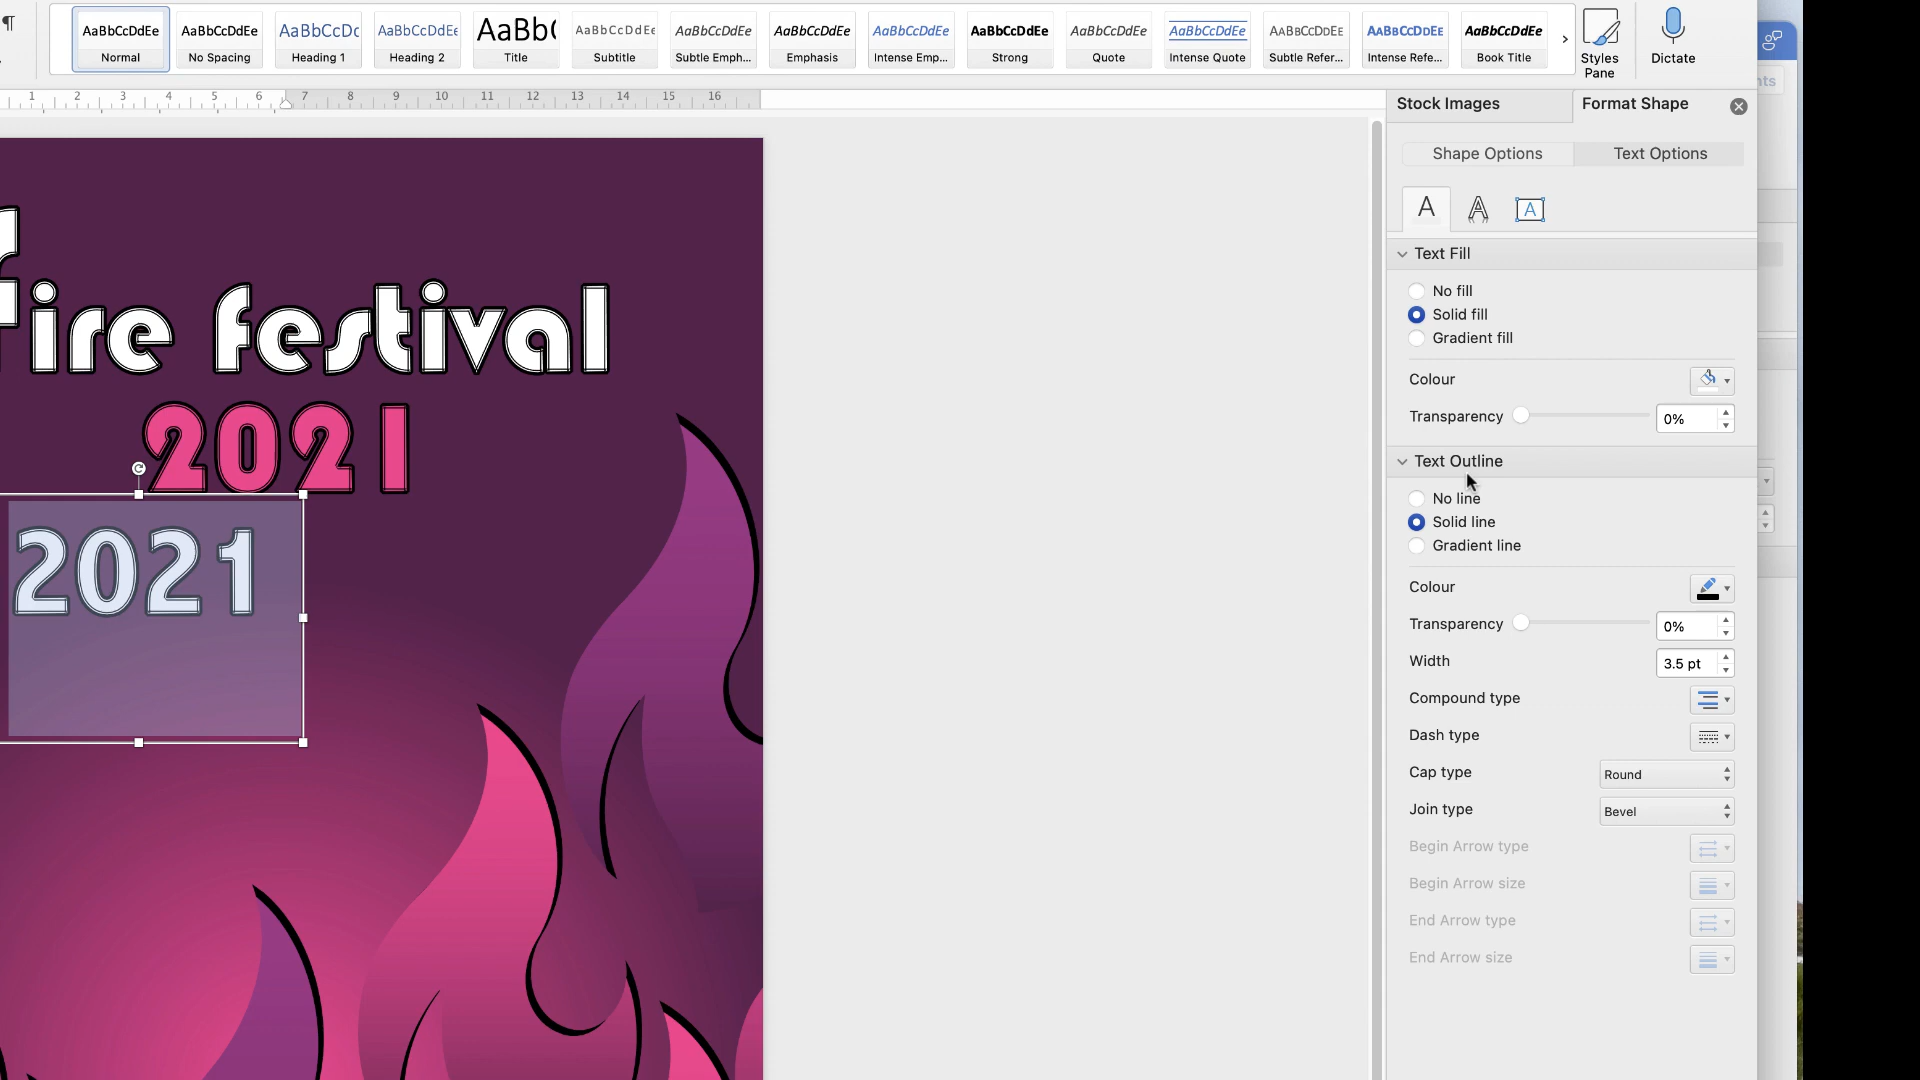 AaBbCcDdEe AaBbCcDdEe AaBbCcDc AaBbCcDdEe AaBb( AaBbCcDdEe AaBbCcDdEe AaBbCcDdEe AaBbCcDdEe AaBbCcDdEe AaBbCcDdEe AaBbCcDdEe AaBbCcDdEe AaBbCcDdEe AaBbCcDdEe
Normal No Spacing Heading 1 Heading 2 Title Subtitle Subtle Emph... Emphasis Intense Emp... Strong Quote Intense Quote Subtle Refer... Intense Refe... Book Title
Styles
Pane
Dictate
1 2 3 4 5 6 7 8 9 10 11 12 13 14 15 16
Stock Images Format Shape
Shape Options Text Options
Text Fill
No fill
Solid fill
Gradient fill
Colour
Transparency 0%
Text Outline
No line
Solid line
Gradient line
Colour
Transparency 0%
Width 3.5 pt
Compound type
Dash type
Cap type Round
Join type Bevel
Begin Arrow type
Begin Arrow size
End Arrow type
End Arrow size
fire festival
2021
2021